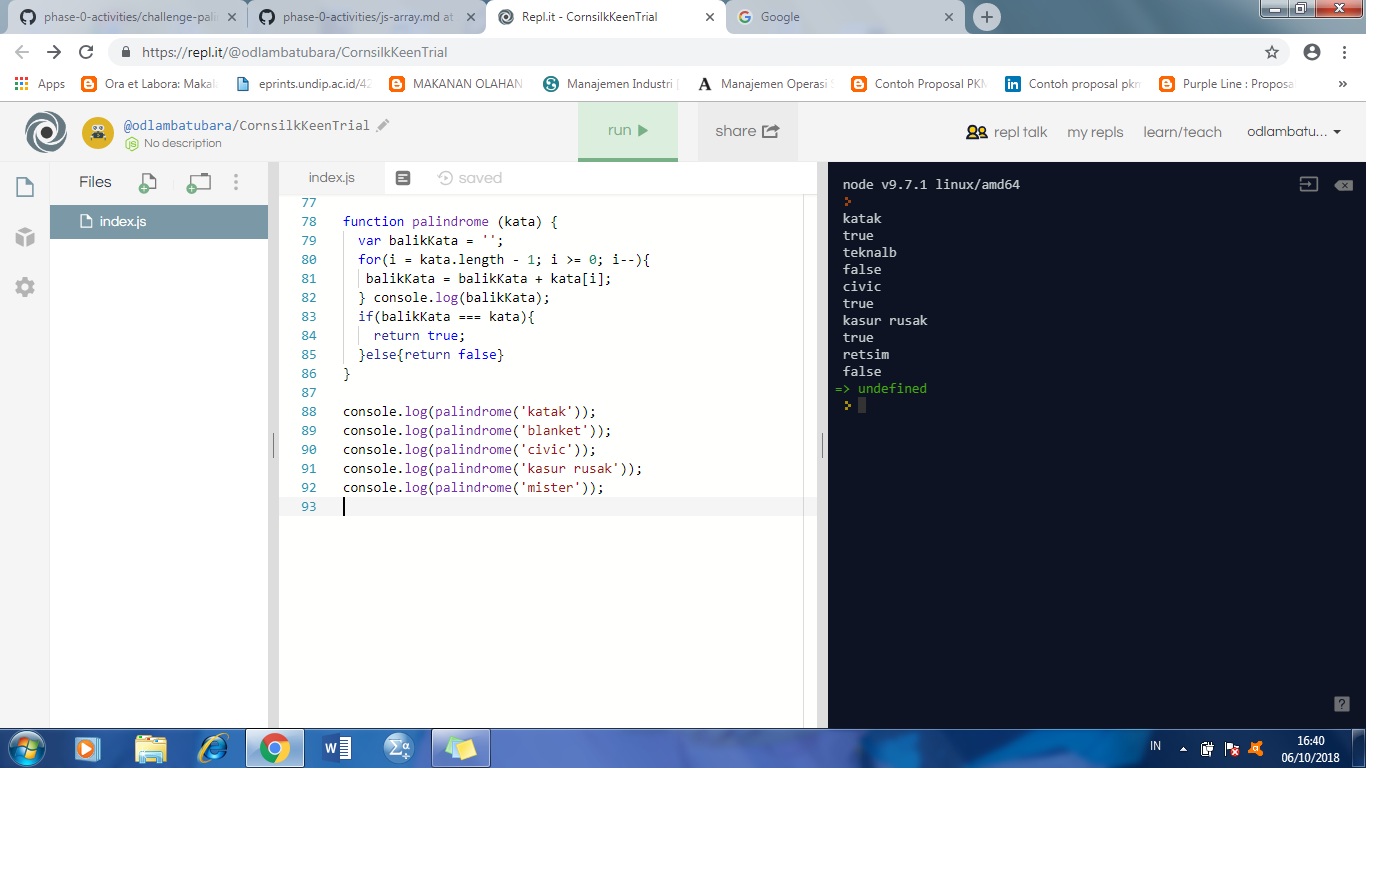 phase-0-activities/challenge-pali
phase-0-activities/js-array.md at
Repl.it - CornsilkKeenTrial
Google
https://repl.it/@odlambatubara/CornsilkKeenTrial
Apps
Ora et Labora: Makal
eprints.undip.ac.id/42
MAKANAN OLAHAN
Manajemen Industri |
Manajemen Operasi S
Contoh Proposal PKM
Contoh proposal pkm
Purple Line : Proposa
»
@odlambatubara/CornsilkKeenTrial
No description
run
share
repl talk
my repls
learn/teach
odlambatu...
Files
index.js
index.js
saved
77
78 function palindrome (kata) {
79 var balikKata = '';
80 for(i = kata.length - 1; i >= 0; i--){
81 balikKata = balikKata + kata[i];
82 } console.log(balikKata);
83 if(balikKata === kata){
84 return true;
85 }else{return false}
86 }
87
88 console.log(palindrome('katak'));
89 console.log(palindrome('blanket'));
90 console.log(palindrome('civic'));
91 console.log(palindrome('kasur rusak'));
92 console.log(palindrome('mister'));
93
node v9.7.1 linux/amd64
katak
true
teknalb
false
civic
true
kasur rusak
true
retsim
false
=> undefined
?
IN
16:40
06/10/2018